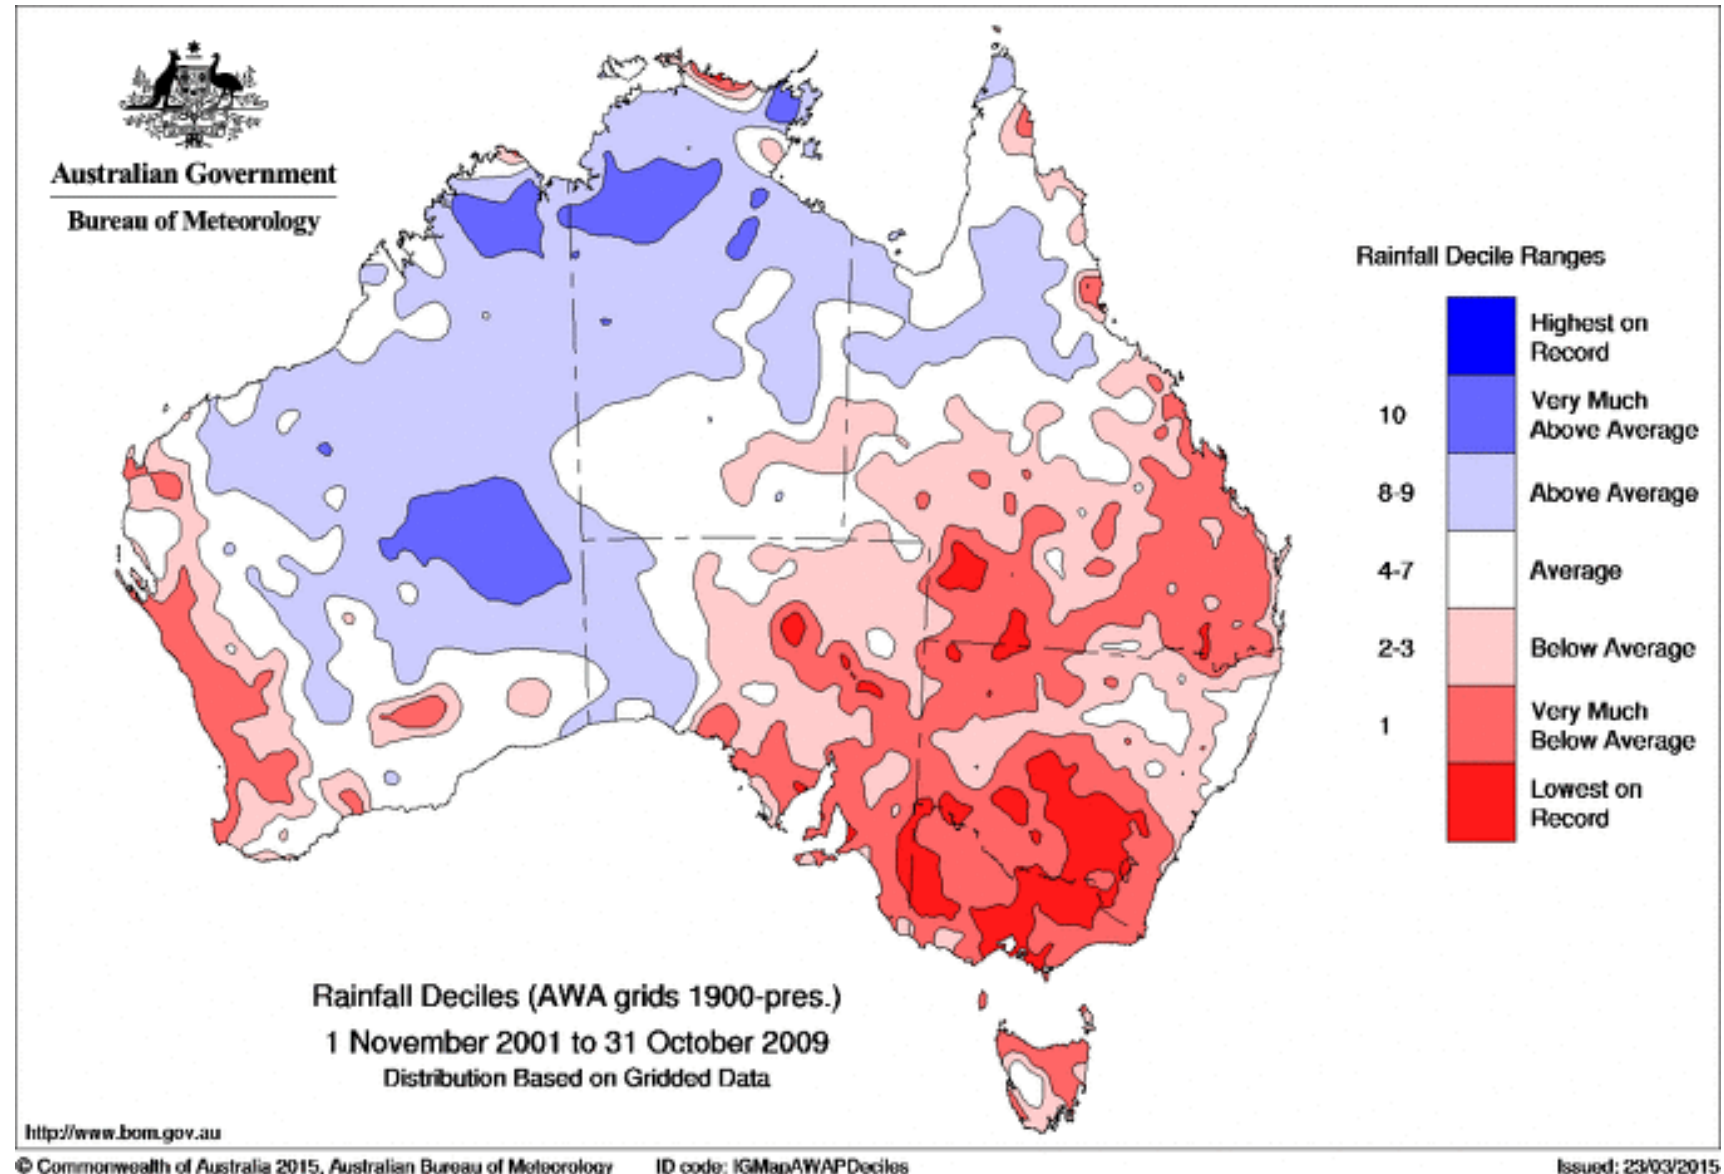 Australian Government
Bureau of Meteorology
Rainfall Decile Ranges
Highest on
Record
10
Very Much
Above Average
8-9
Above Average
4-7
Average
2-3
Below Average
1
Very Much
Below Average
Lowest on
Record
Rainfall Deciles (AWA grids 1900-pres.)
1 November 2001 to 31 October 2009
Distribution Based on Gridded Data
http://www.bom.gov.au
© Commonwealth of Australia 2015, Australian Bureau of Meteorology
ID code: IGMapAWAPDeciles
Issued: 23/03/2015